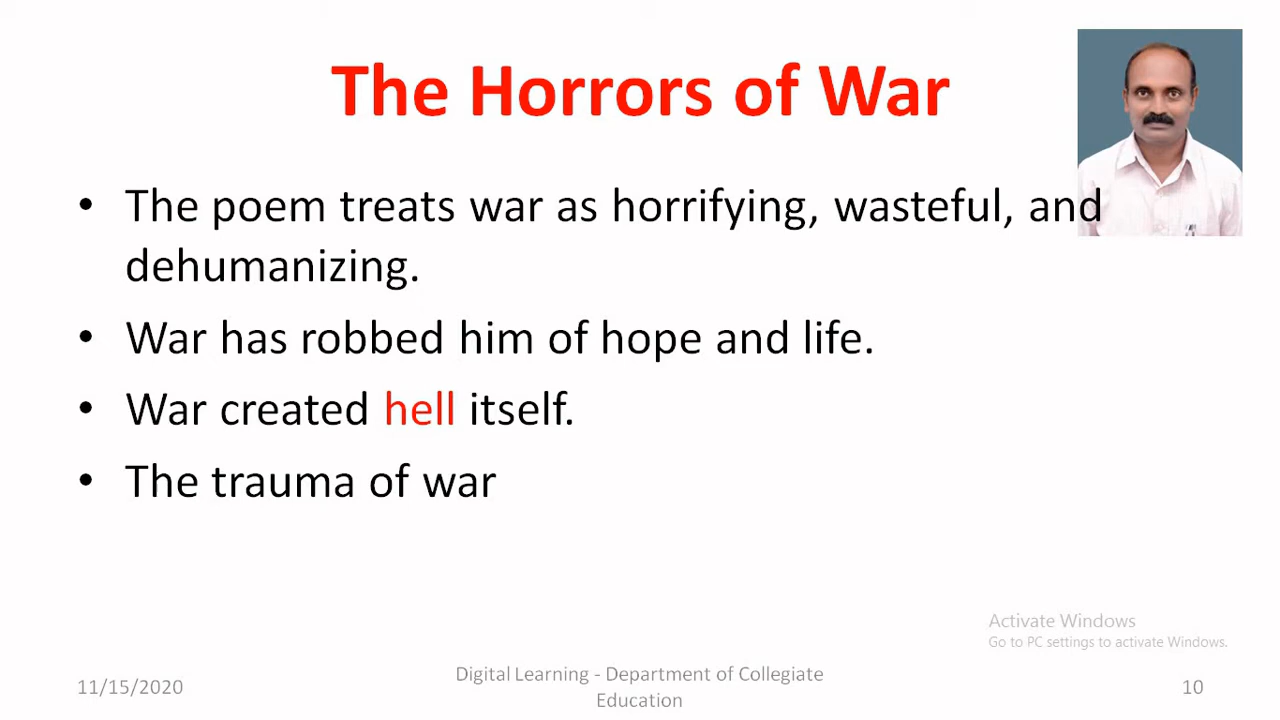 The Horrors of War
• The poem treats war as horrifying, wasteful, and
dehumanizing.
• War has robbed him of hope and life.
• War created hell itself.
• The trauma of war
Activate Windows
Go to PC settings to activate Windows.
11/15/2020
Digital Learning - Department of Collegiate
Education
10